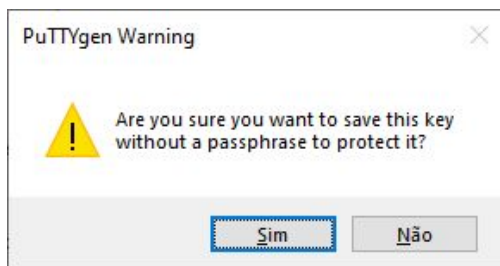 PuTTYgen Warning
Are you sure you want to save this key
without a passphrase to protect it?
Sim
Não